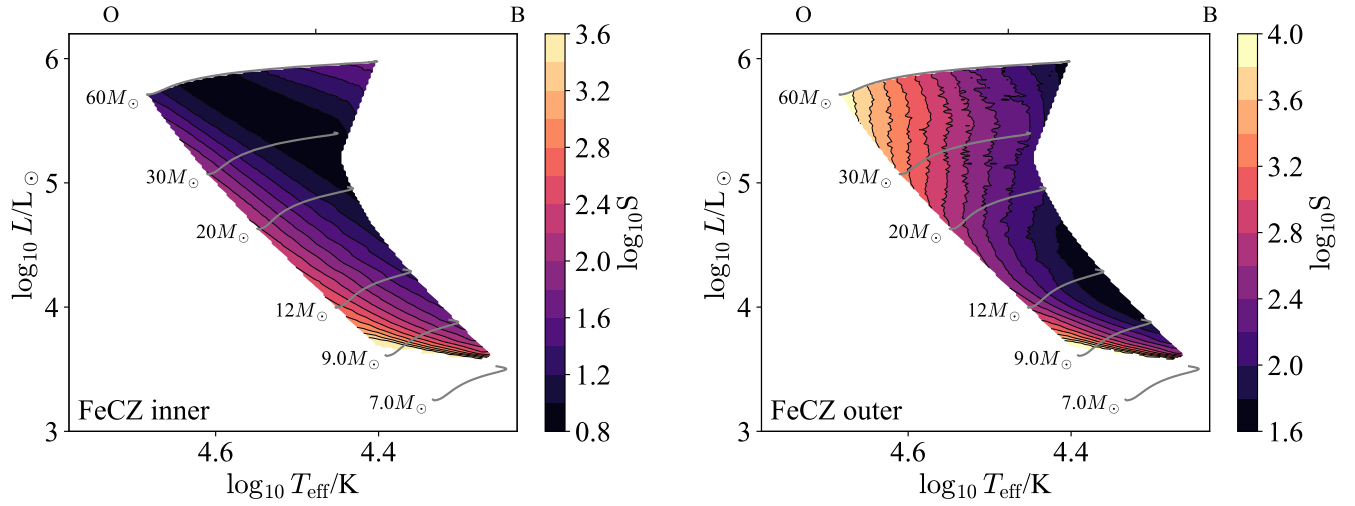 O B
6
5
4
3
log₁₀ L/L⊙
60M⊙
30M⊙
20M⊙
12M⊙
9.0M⊙
7.0M⊙
FeCZ inner
4.6 4.4
log₁₀ T_eff/K
3.6
3.2
2.8
2.4
2.0
1.6
1.2
0.8
log₁₀S
O B
6
5
4
3
log₁₀ L/L⊙
60M⊙
30M⊙
20M⊙
12M⊙
9.0M⊙
7.0M⊙
FeCZ outer
4.6 4.4
log₁₀ T_eff/K
4.0
3.6
3.2
2.8
2.4
2.0
1.6
log₁₀S